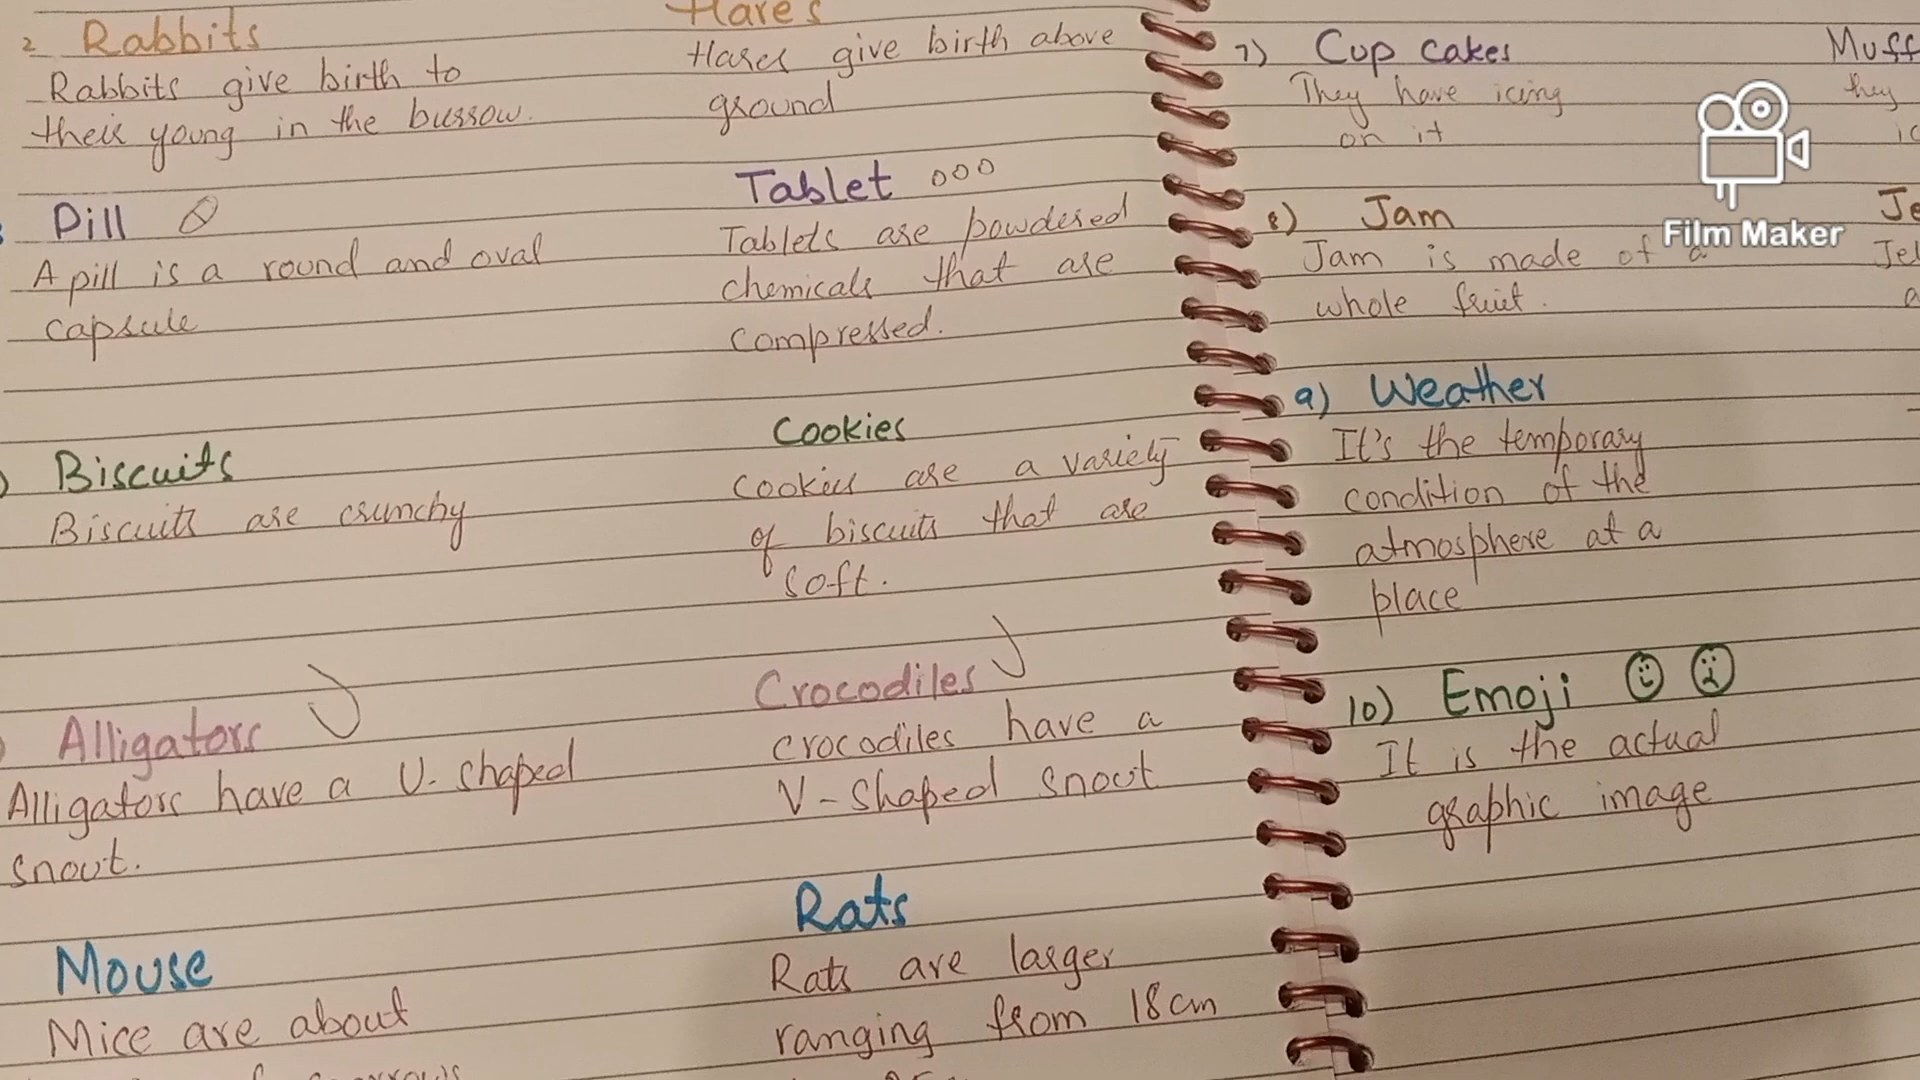 2 Rabbits
Rabbits give birth to
their young in the burrow.
Hares
Hares give birth above
ground
Pill
A pill is a round and oval
capsule
Tablet
Tablets are powdered
chemicals that are
compressed.
Biscuits
Biscuits are crunchy
Cookies
Cookies are a variety
of biscuits that are
soft.
Alligators
Alligators have a U-shaped
snout.
Crocodiles
crocodiles have a
V-shaped snout
Mouse
Mice are about
Rats
Rats are larger
ranging from 18cm
7) Cup cakes
They have icing
on it
Muff
they
8) Jam
Jam is made of a
whole fruit.
Je
Jel
9) Weather
It's the temporary
condition of the
atmosphere at a
place
10) Emoji
It is the actual
graphic image
Film Maker